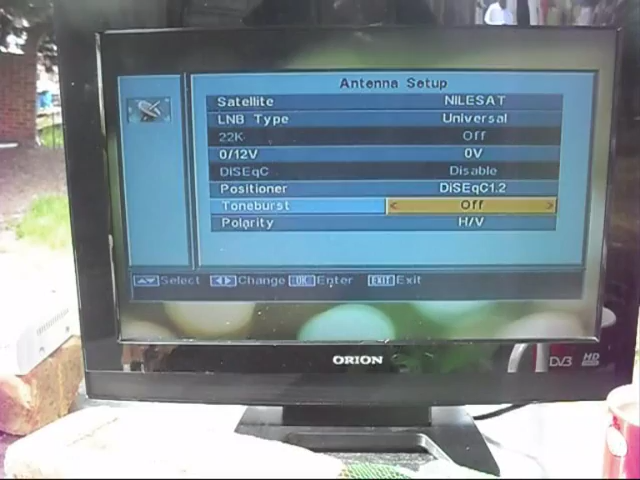 Antenna Setup
Satellite NILESAT
LNB Type Universal
22K Off
0/12V 0V
DiSEqC Disable
Positioner DiSEqC1.2
Toneburst < Off >
Polarity H/V
Select Change OK Enter EXIT Exit
ORION
DVB HD